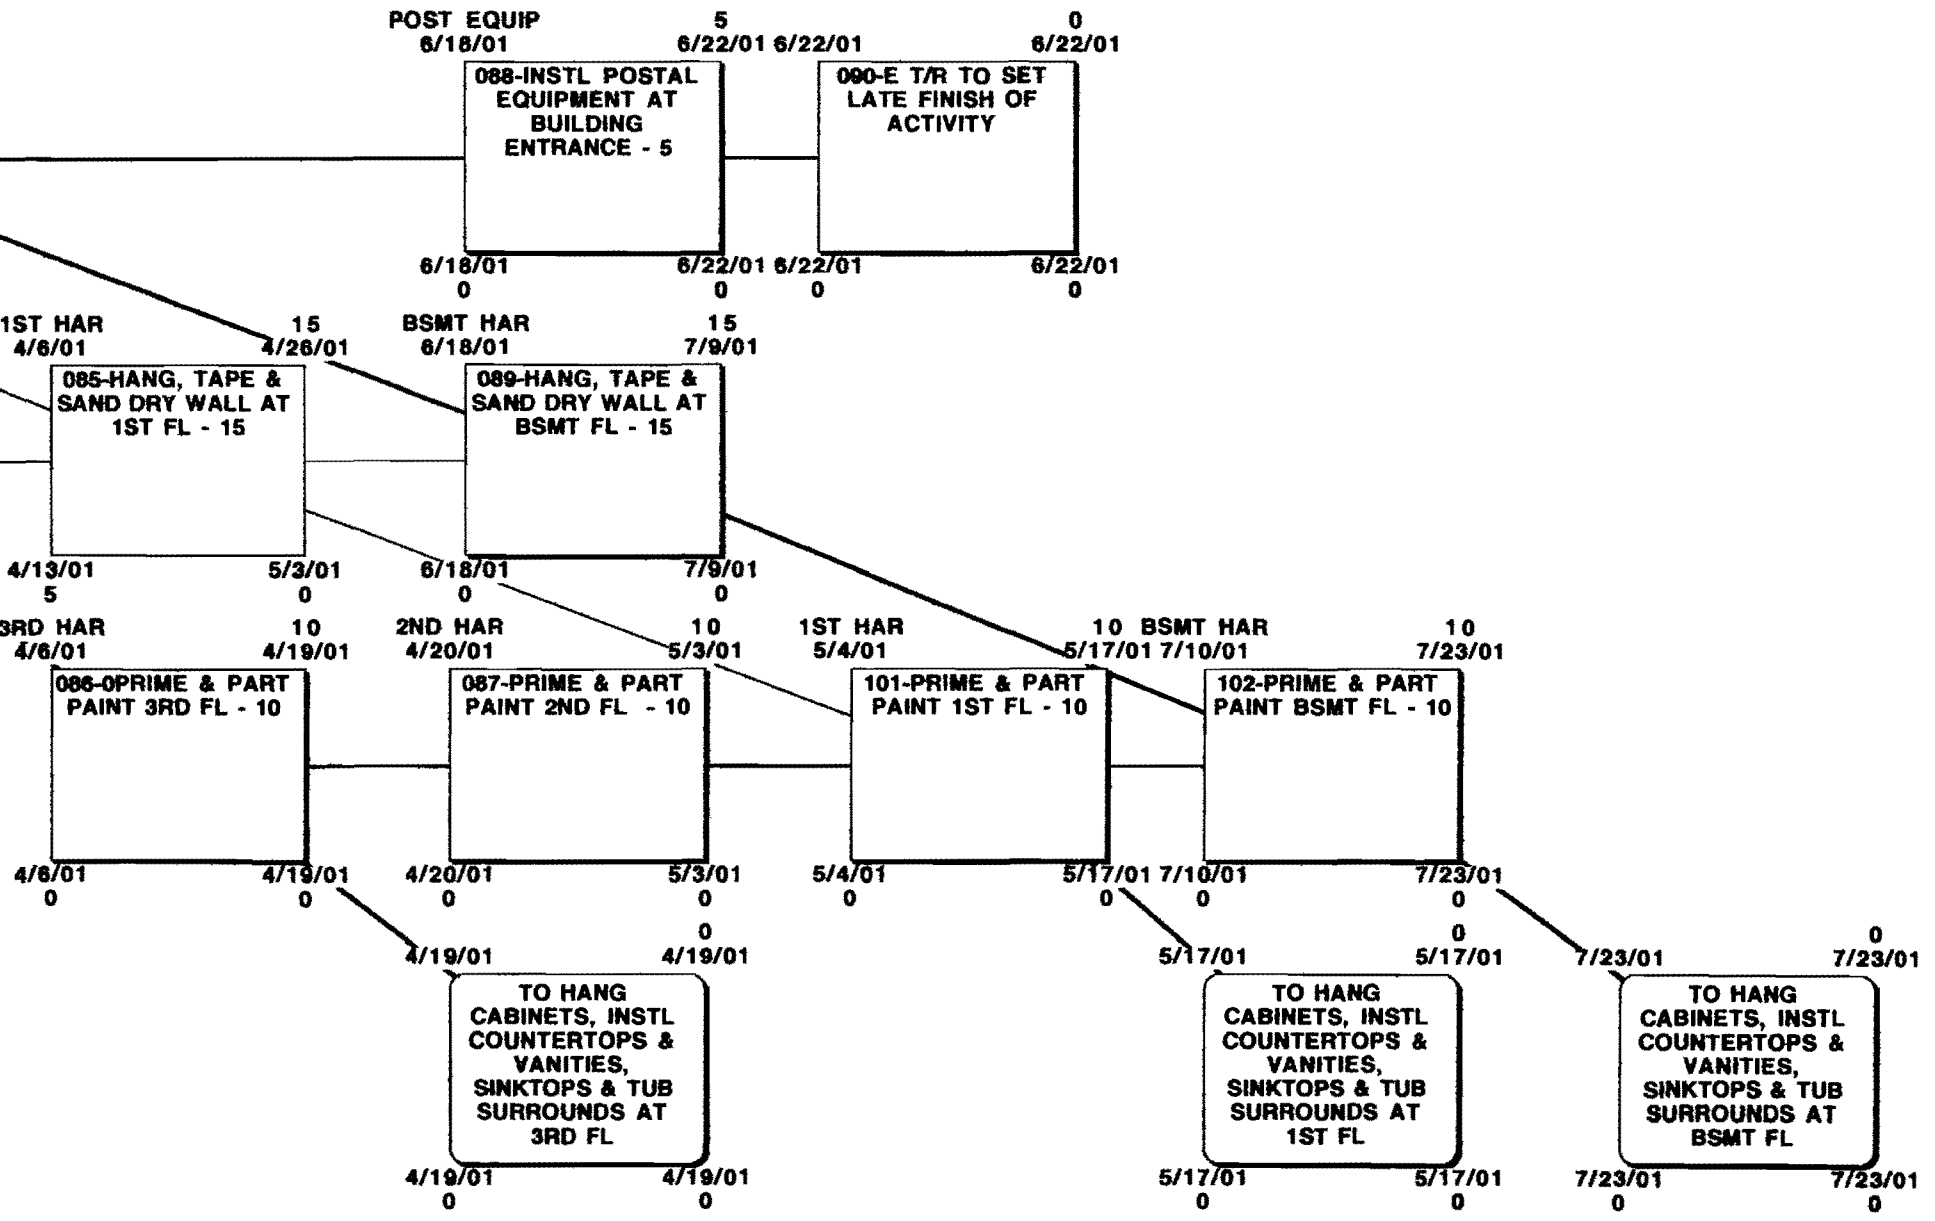 POST EQUIP 5 0
6/18/01 6/22/01 6/22/01 6/22/01
088-INSTL POSTAL
EQUIPMENT AT
BUILDING
ENTRANCE - 5
090-E T/R TO SET
LATE FINISH OF
ACTIVITY
6/18/01 6/22/01 6/22/01 6/22/01
0 0 0 0
1ST HAR 15 BSMT HAR 15
4/6/01 4/26/01 6/18/01 7/9/01
085-HANG, TAPE &
SAND DRY WALL AT
1ST FL - 15
089-HANG, TAPE &
SAND DRY WALL AT
BSMT FL - 15
4/13/01 5/3/01 6/18/01 7/9/01
5 0 0 0
3RD HAR 10 2ND HAR 10 1ST HAR 10 BSMT HAR 10
4/6/01 4/19/01 4/20/01 5/3/01 5/4/01 5/17/01 7/10/01 7/23/01
086-0PRIME & PART
PAINT 3RD FL - 10
087-PRIME & PART
PAINT 2ND FL - 10
101-PRIME & PART
PAINT 1ST FL - 10
102-PRIME & PART
PAINT BSMT FL - 10
4/6/01 4/19/01 4/20/01 5/3/01 5/4/01 5/17/01 7/10/01 7/23/01
0 0 0 0 0 0 0 0
0 0 0
4/19/01 4/19/01 5/17/01 5/17/01 7/23/01 7/23/01
TO HANG
CABINETS, INSTL
COUNTERTOPS &
VANITIES,
SINKTOPS & TUB
SURROUNDS AT
3RD FL
TO HANG
CABINETS, INSTL
COUNTERTOPS &
VANITIES,
SINKTOPS & TUB
SURROUNDS AT
1ST FL
TO HANG
CABINETS, INSTL
COUNTERTOPS &
VANITIES,
SINKTOPS & TUB
SURROUNDS AT
BSMT FL
4/19/01 4/19/01 5/17/01 5/17/01 7/23/01 7/23/01
0 0 0 0 0 0